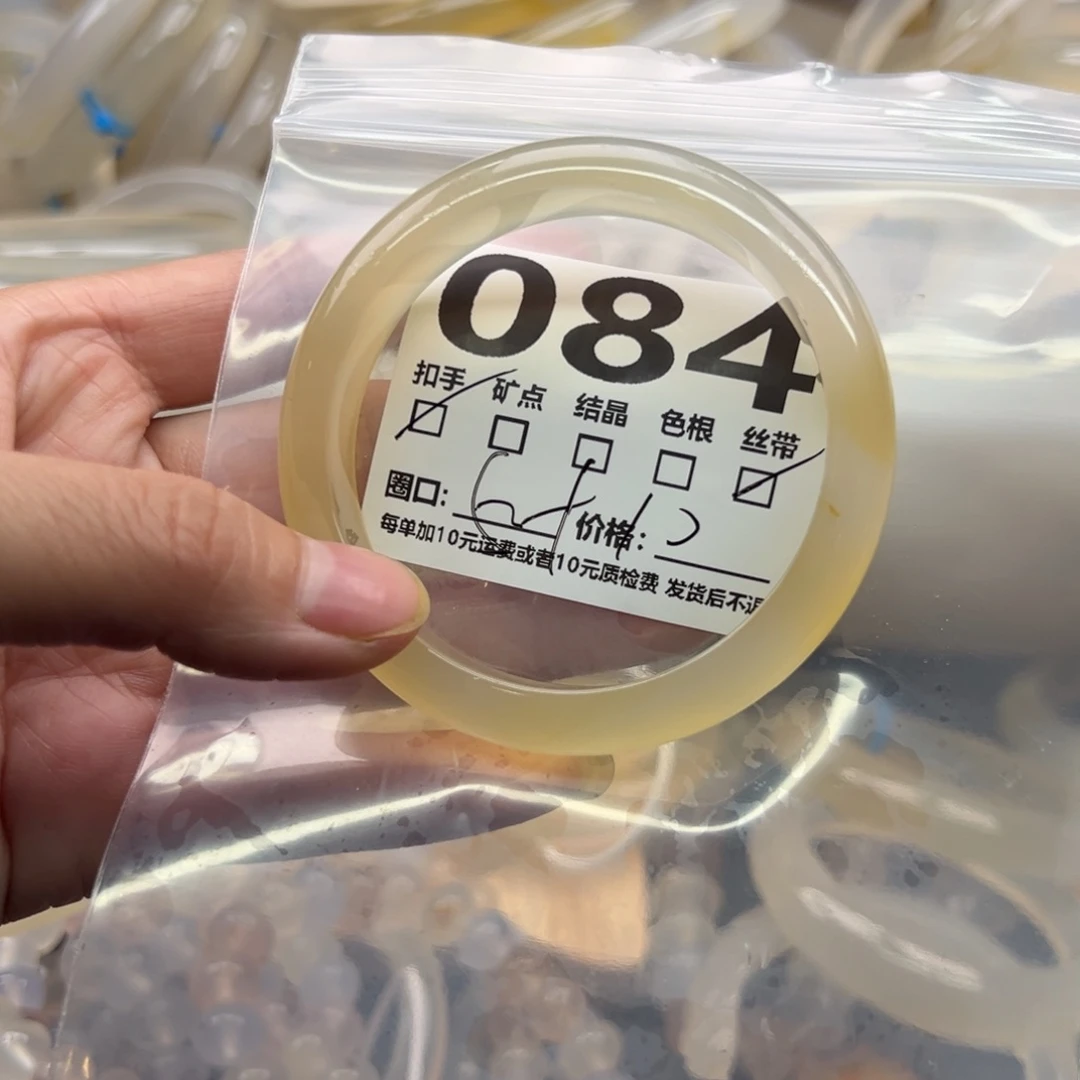 084
扣手 矿点 结晶 色根 丝带
圈口: 价格:
每单加10元运费或者10元质检费 发货后不退